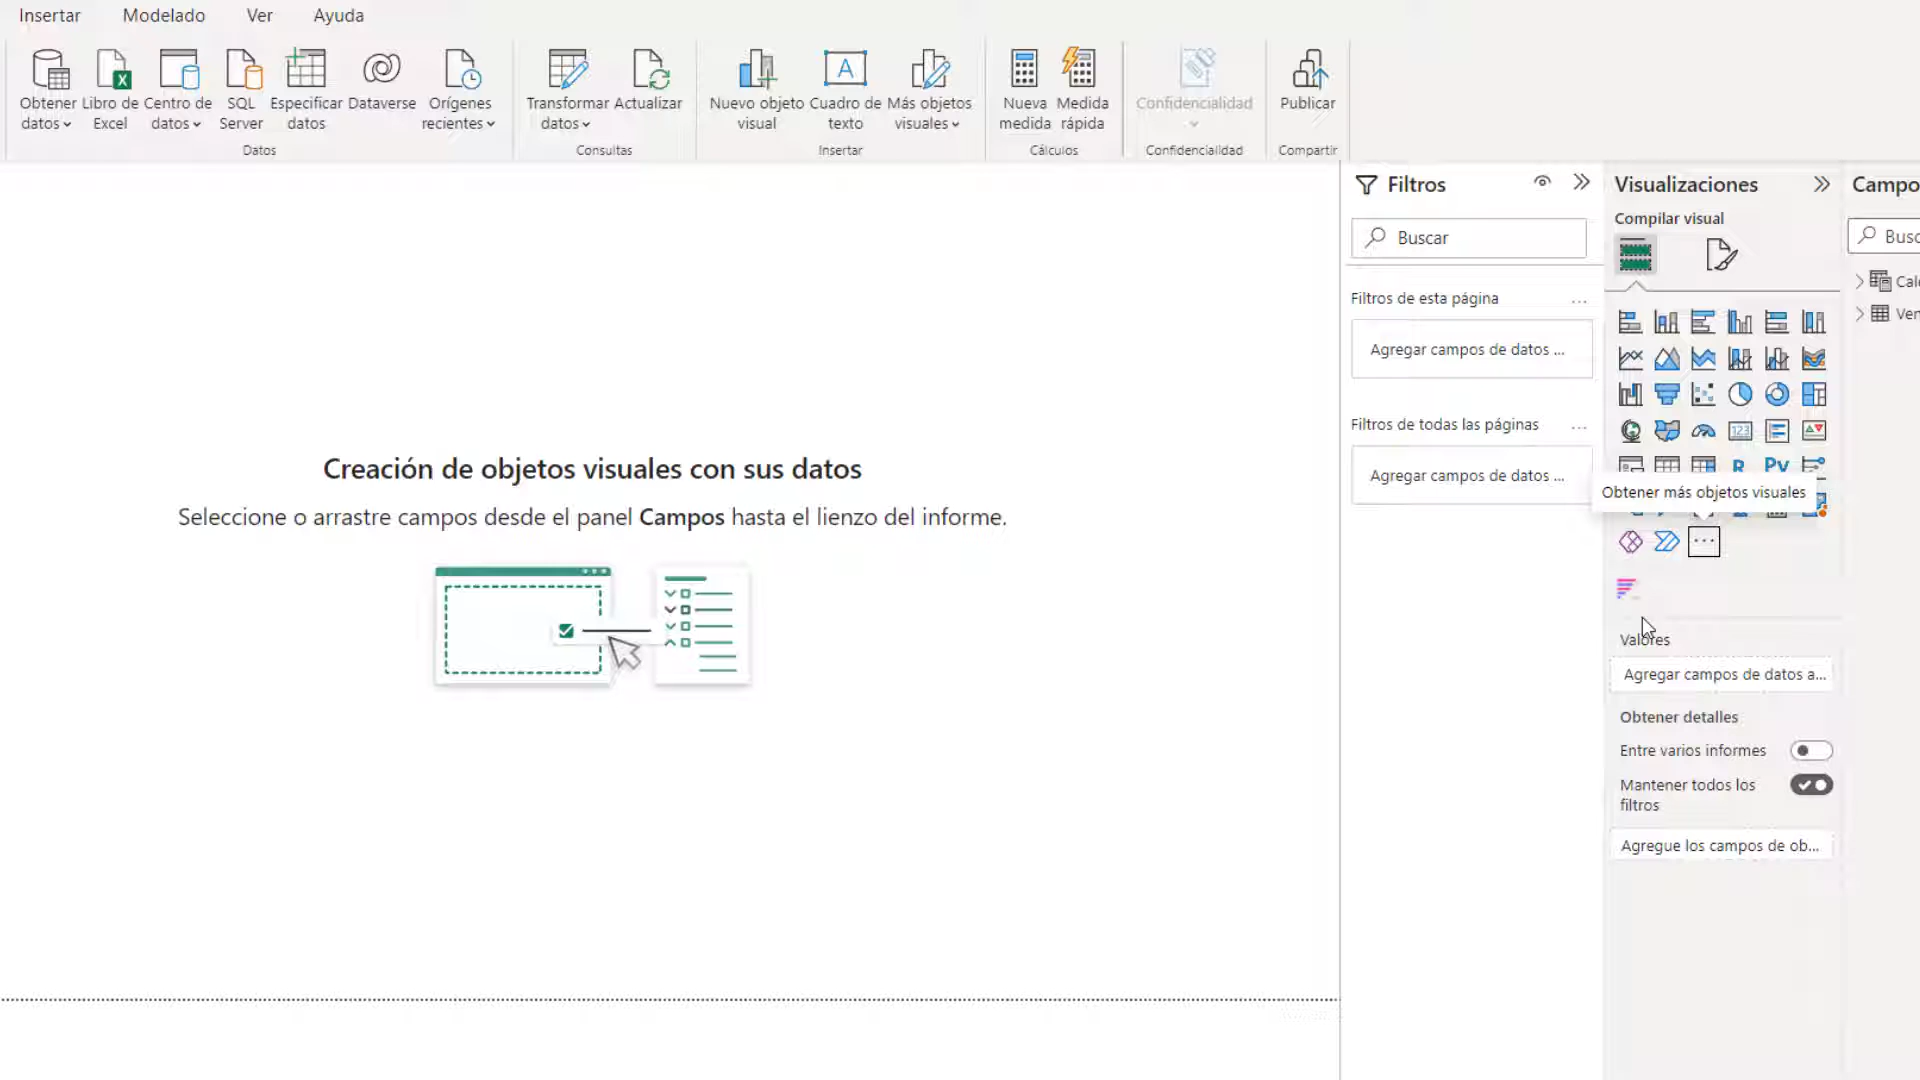 Insertar
Modelado
Ver
Ayuda
Obtener datos
Libro de Excel
Centro de datos
SQL Server
Especificar datos
Dataverse
Orígenes recientes
Transformar datos
Actualizar
Nuevo objeto visual
Cuadro de texto
Más objetos visuales
Nueva medida
Medida rápida
Confidencialidad
Publicar
Datos
Consultas
Insertar
Cálculos
Confidencialidad
Compartir
Filtros
Buscar
Filtros de esta página
...
Agregar campos de datos ...
Filtros de todas las páginas
...
Agregar campos de datos ...
Visualizaciones
Compilar visual
123
R
Py
Obtener más objetos visuales
...
Valores
Agregar campos de datos a...
Obtener detalles
Entre varios informes
Mantener todos los
filtros
Agregue los campos de ob...
Campo
Busc
Cale
Ven
Creación de objetos visuales con sus datos
Seleccione o arrastre campos desde el panel Campos hasta el lienzo del informe.
A